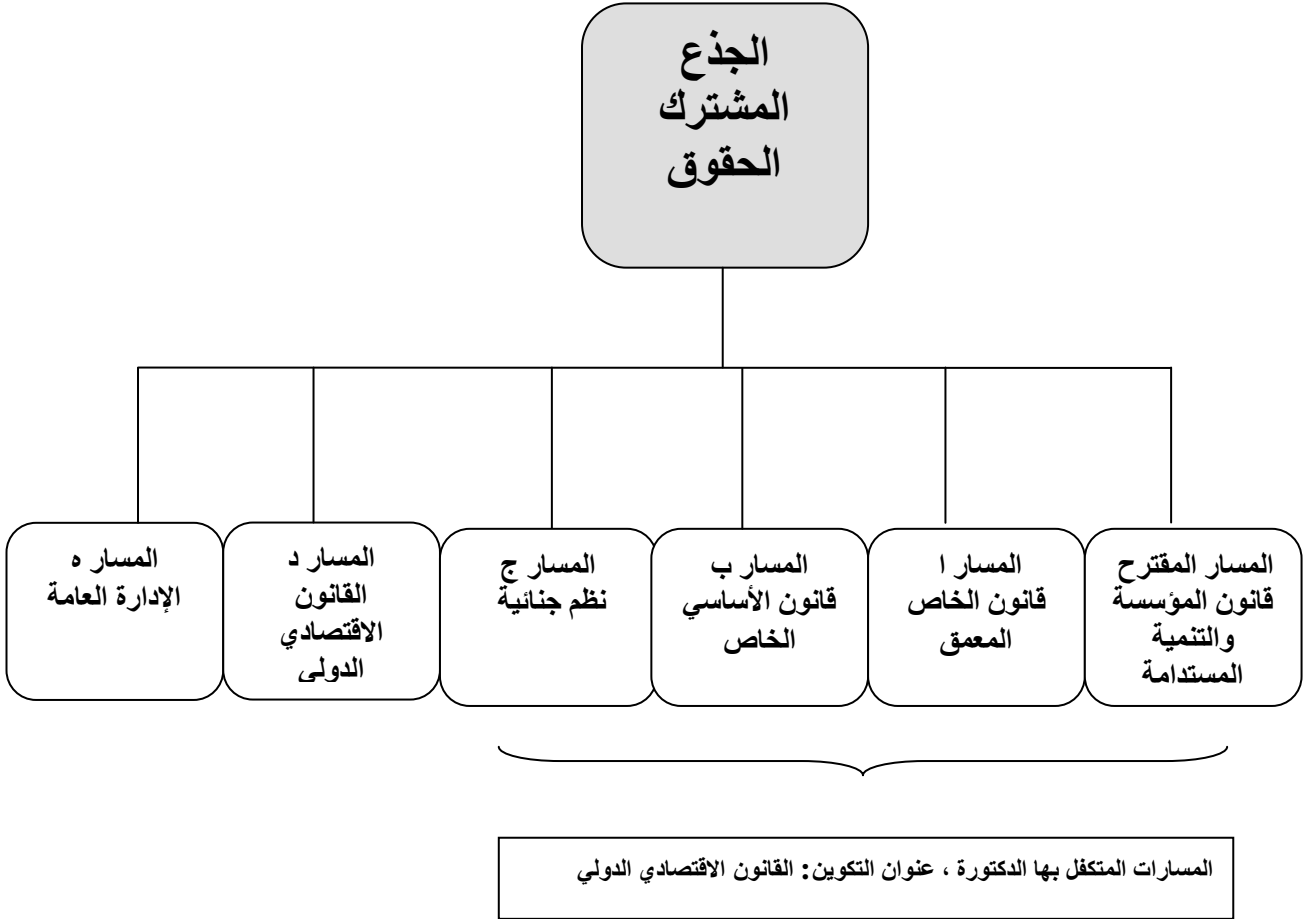 الجذع
المشترك
الحقوق
المسار المقترح
قانون المؤسسة
والتنمية
المستدامة
المسار ا
قانون الخاص
المعمق
المسار ب
قانون الأساسي
الخاص
المسار ج
نظم جنائية
المسار د
القانون
الاقتصادي
الدولي
المسار ه
الإدارة العامة
المسارات المتكفل بها الدكتورة ، عنوان التكوين: القانون الاقتصادي الدولي